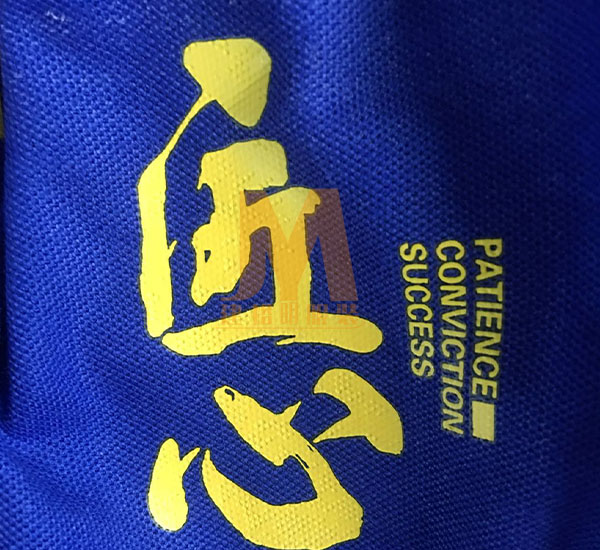 匠心
PATIENCE
CONVICTION
SUCCESS